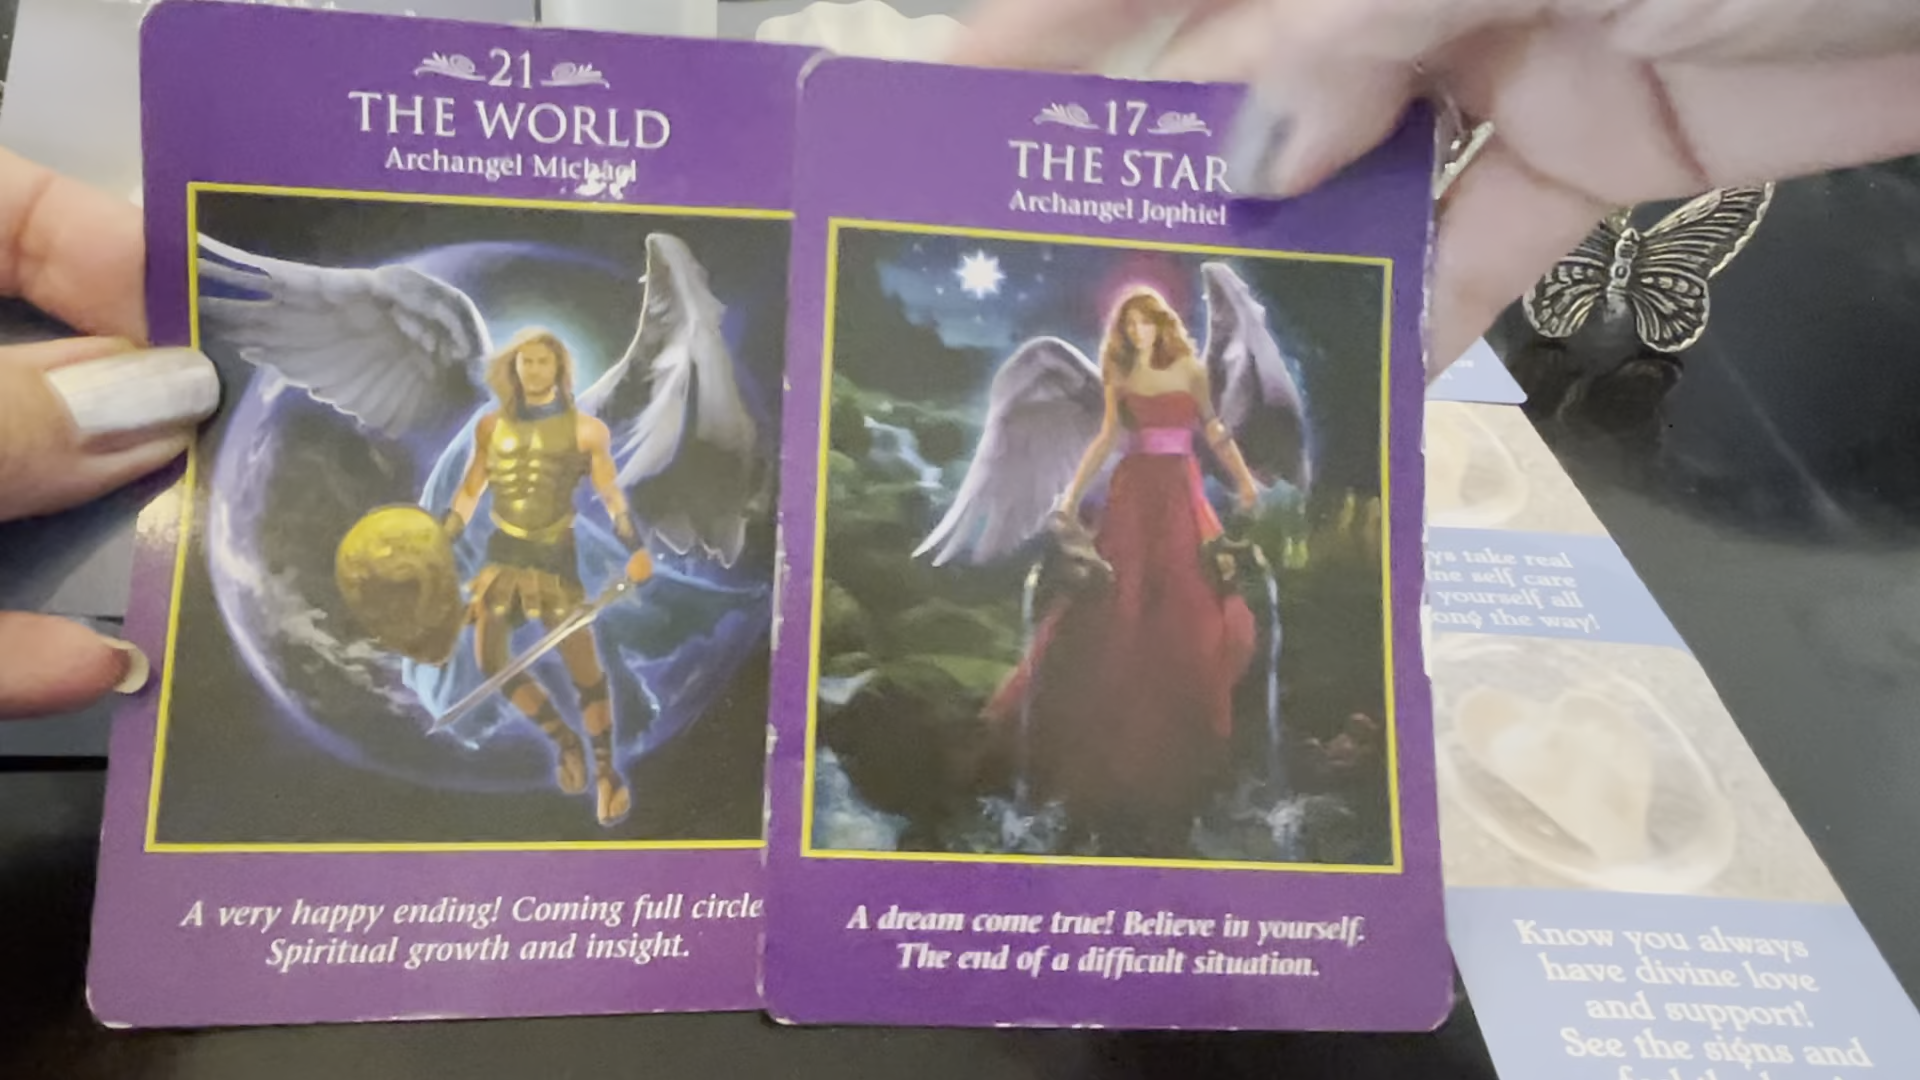 21
THE WORLD
Archangel Michael
A very happy ending! Coming full circle
Spiritual growth and insight.
17
THE STAR
Archangel Jophiel
A dream come true! Believe in yourself.
The end of a difficult situation.
take real
self care
yourself all
the way!
Know you always
have divine love
and support!
See the signs and